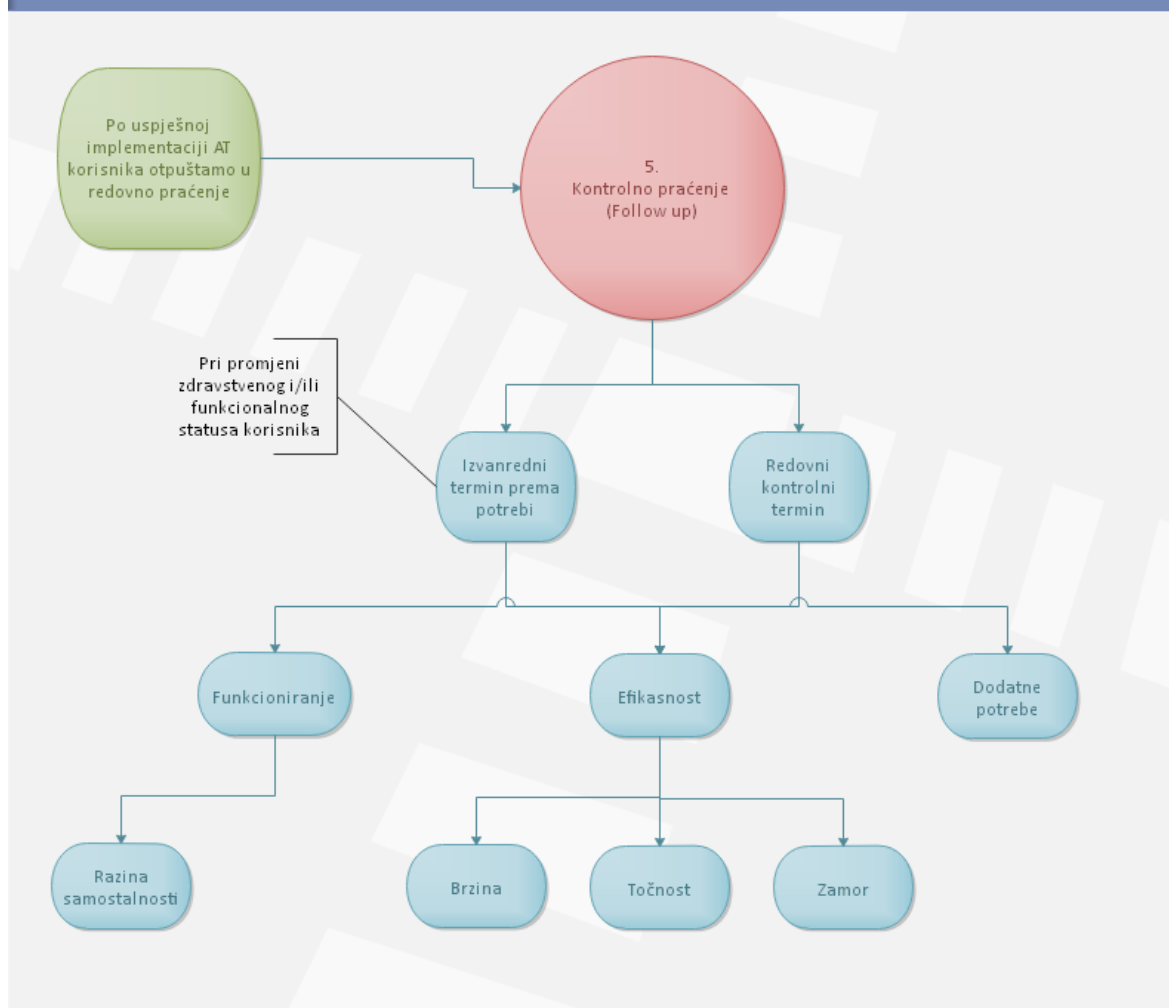 Po uspješnoj
implementaciji AT
korisnika otpuštamo u
redovno praćenje
5.
Kontrolno praćenje
(Follow up)
Pri promjeni
zdravstvenog i/ili
funkcionalnog
statusa korisnika
Izvanredni
termin prema
potrebi
Redovni
kontrolni
termin
Funkcioniranje
Efikasnost
Dodatne
potrebe
Razina
samostalnosti
Brzina
Točnost
Zamor